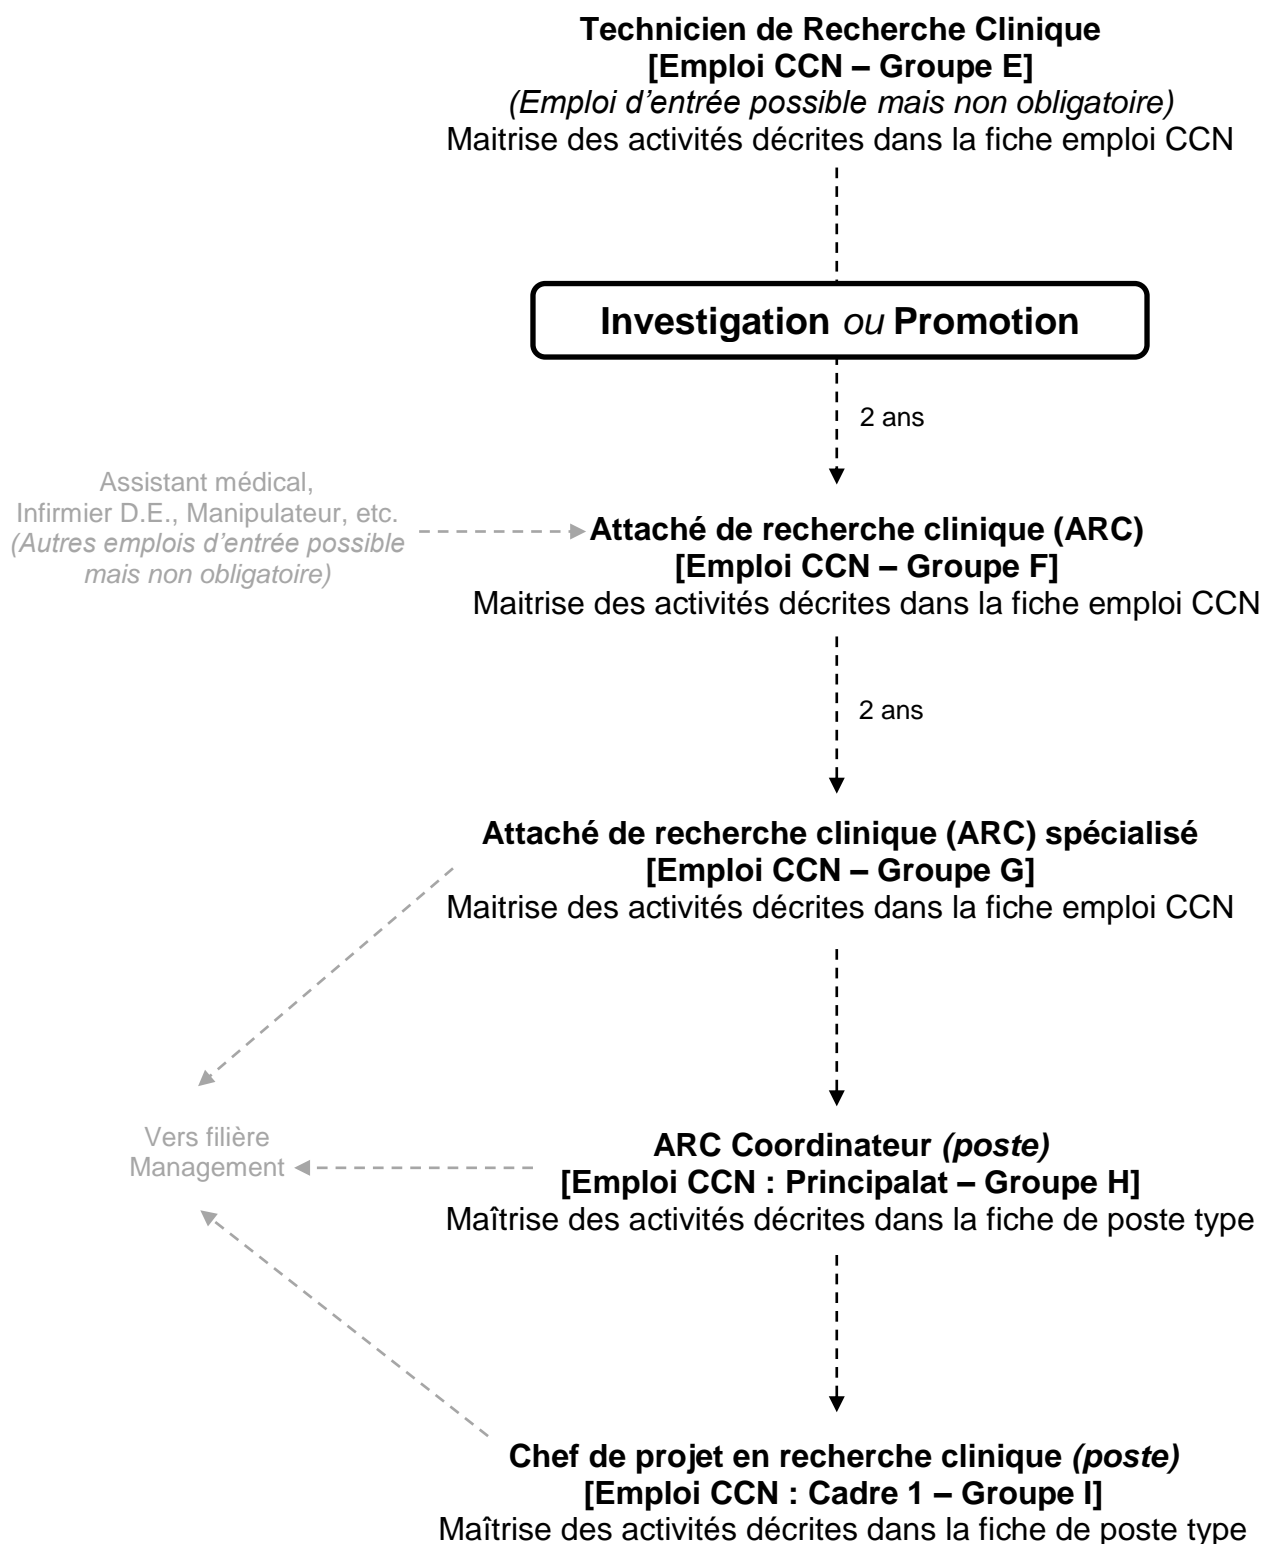 Technicien de Recherche Clinique
[Emploi CCN – Groupe E]
(Emploi d'entrée possible mais non obligatoire)
Maitrise des activités décrites dans la fiche emploi CCN
Investigation ou Promotion
2 ans
Assistant médical,
Infirmier D.E., Manipulateur, etc.
(Autres emplois d'entrée possible
mais non obligatoire)
Attaché de recherche clinique (ARC)
[Emploi CCN – Groupe F]
Maitrise des activités décrites dans la fiche emploi CCN
2 ans
Attaché de recherche clinique (ARC) spécialisé
[Emploi CCN – Groupe G]
Maitrise des activités décrites dans la fiche emploi CCN
Vers filière
Management
ARC Coordinateur (poste)
[Emploi CCN : Principalat – Groupe H]
Maîtrise des activités décrites dans la fiche de poste type
Chef de projet en recherche clinique (poste)
[Emploi CCN : Cadre 1 – Groupe I]
Maîtrise des activités décrites dans la fiche de poste type